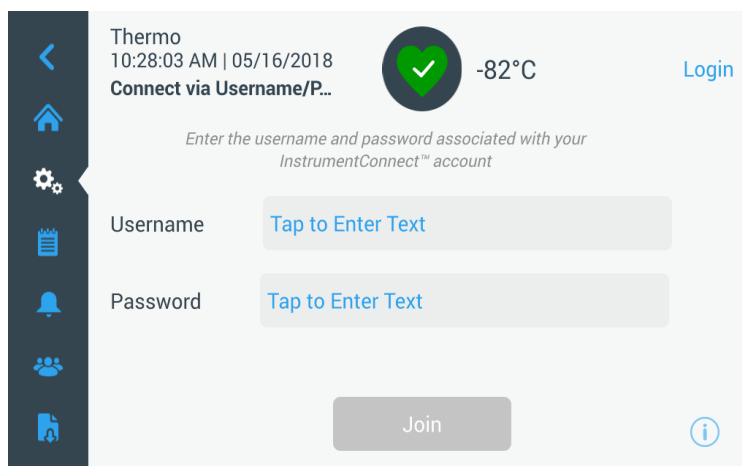 Thermo
10:28:03 AM | 05/16/2018
Connect via Username/P...
-82°C
Login
Enter the username and password associated with your
InstrumentConnect™ account
Username
Tap to Enter Text
Password
Tap to Enter Text
Join
i